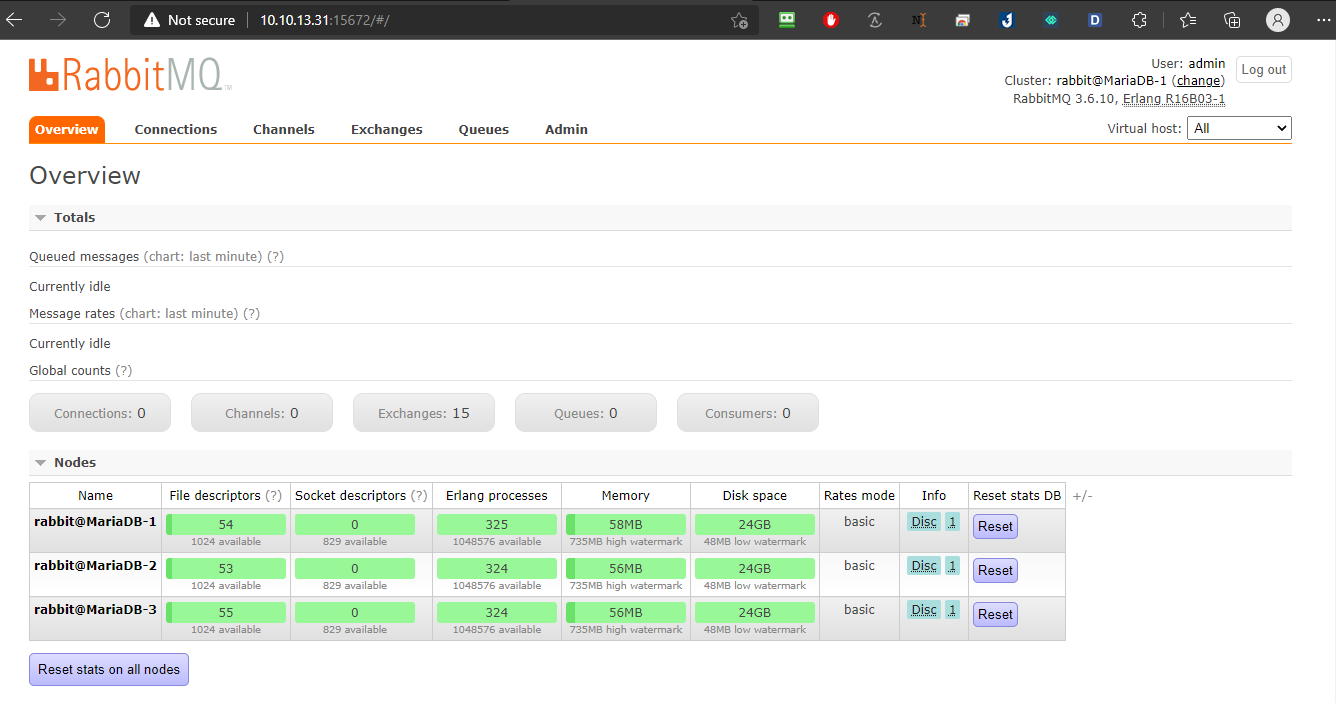 Not secure 10.10.13.31:15672/#/
RabbitMQ TM
User: admin
Log out
Cluster: rabbit@MariaDB-1 (change)
RabbitMQ 3.6.10, Erlang R16B03-1
Overview Connections Channels Exchanges Queues Admin
Virtual host: All
Overview
Totals
Queued messages (chart: last minute) (?)
Currently idle
Message rates (chart: last minute) (?)
Currently idle
Global counts (?)
Connections: 0 Channels: 0 Exchanges: 15 Queues: 0 Consumers: 0
Nodes
Name File descriptors (?) Socket descriptors (?) Erlang processes Memory Disk space Rates mode Info Reset stats DB +/-
rabbit@MariaDB-1 54 0 325 58MB 24GB basic Disc 1 Reset
1024 available 829 available 1048576 available 735MB high watermark 48MB low watermark
rabbit@MariaDB-2 53 0 324 56MB 24GB basic Disc 1 Reset
1024 available 829 available 1048576 available 735MB high watermark 48MB low watermark
rabbit@MariaDB-3 55 0 324 56MB 24GB basic Disc 1 Reset
1024 available 829 available 1048576 available 735MB high watermark 48MB low watermark
Reset stats on all nodes